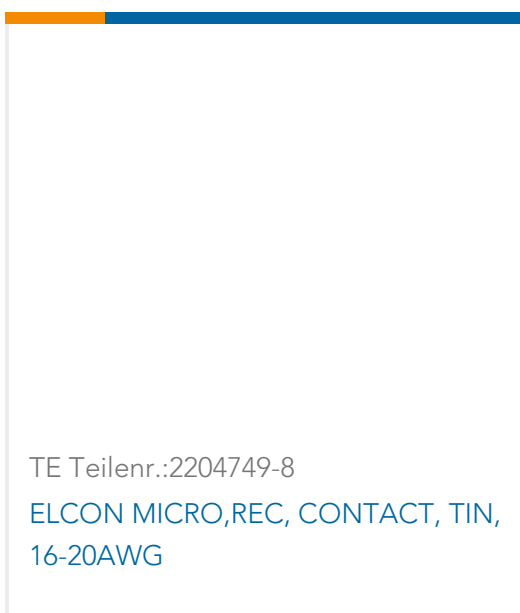 TE Teilenr.:2204749-8
ELCON MICRO,REC, CONTACT, TIN,
16-20AWG